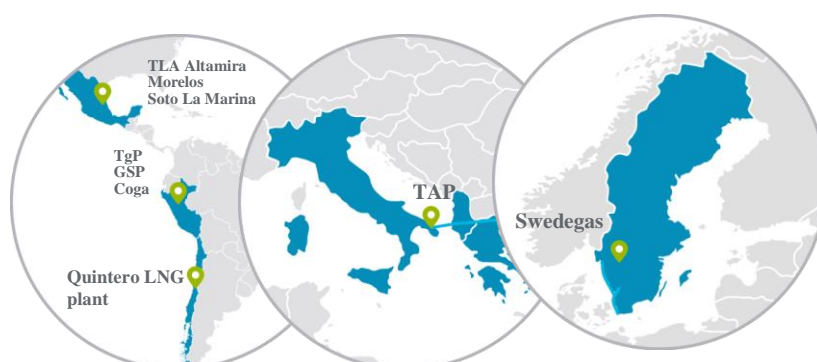 TLA Altamira
Morelos
Soto La Marina
TgP
GSP
Coga
Quintero LNG
plant
TAP
Swedegas